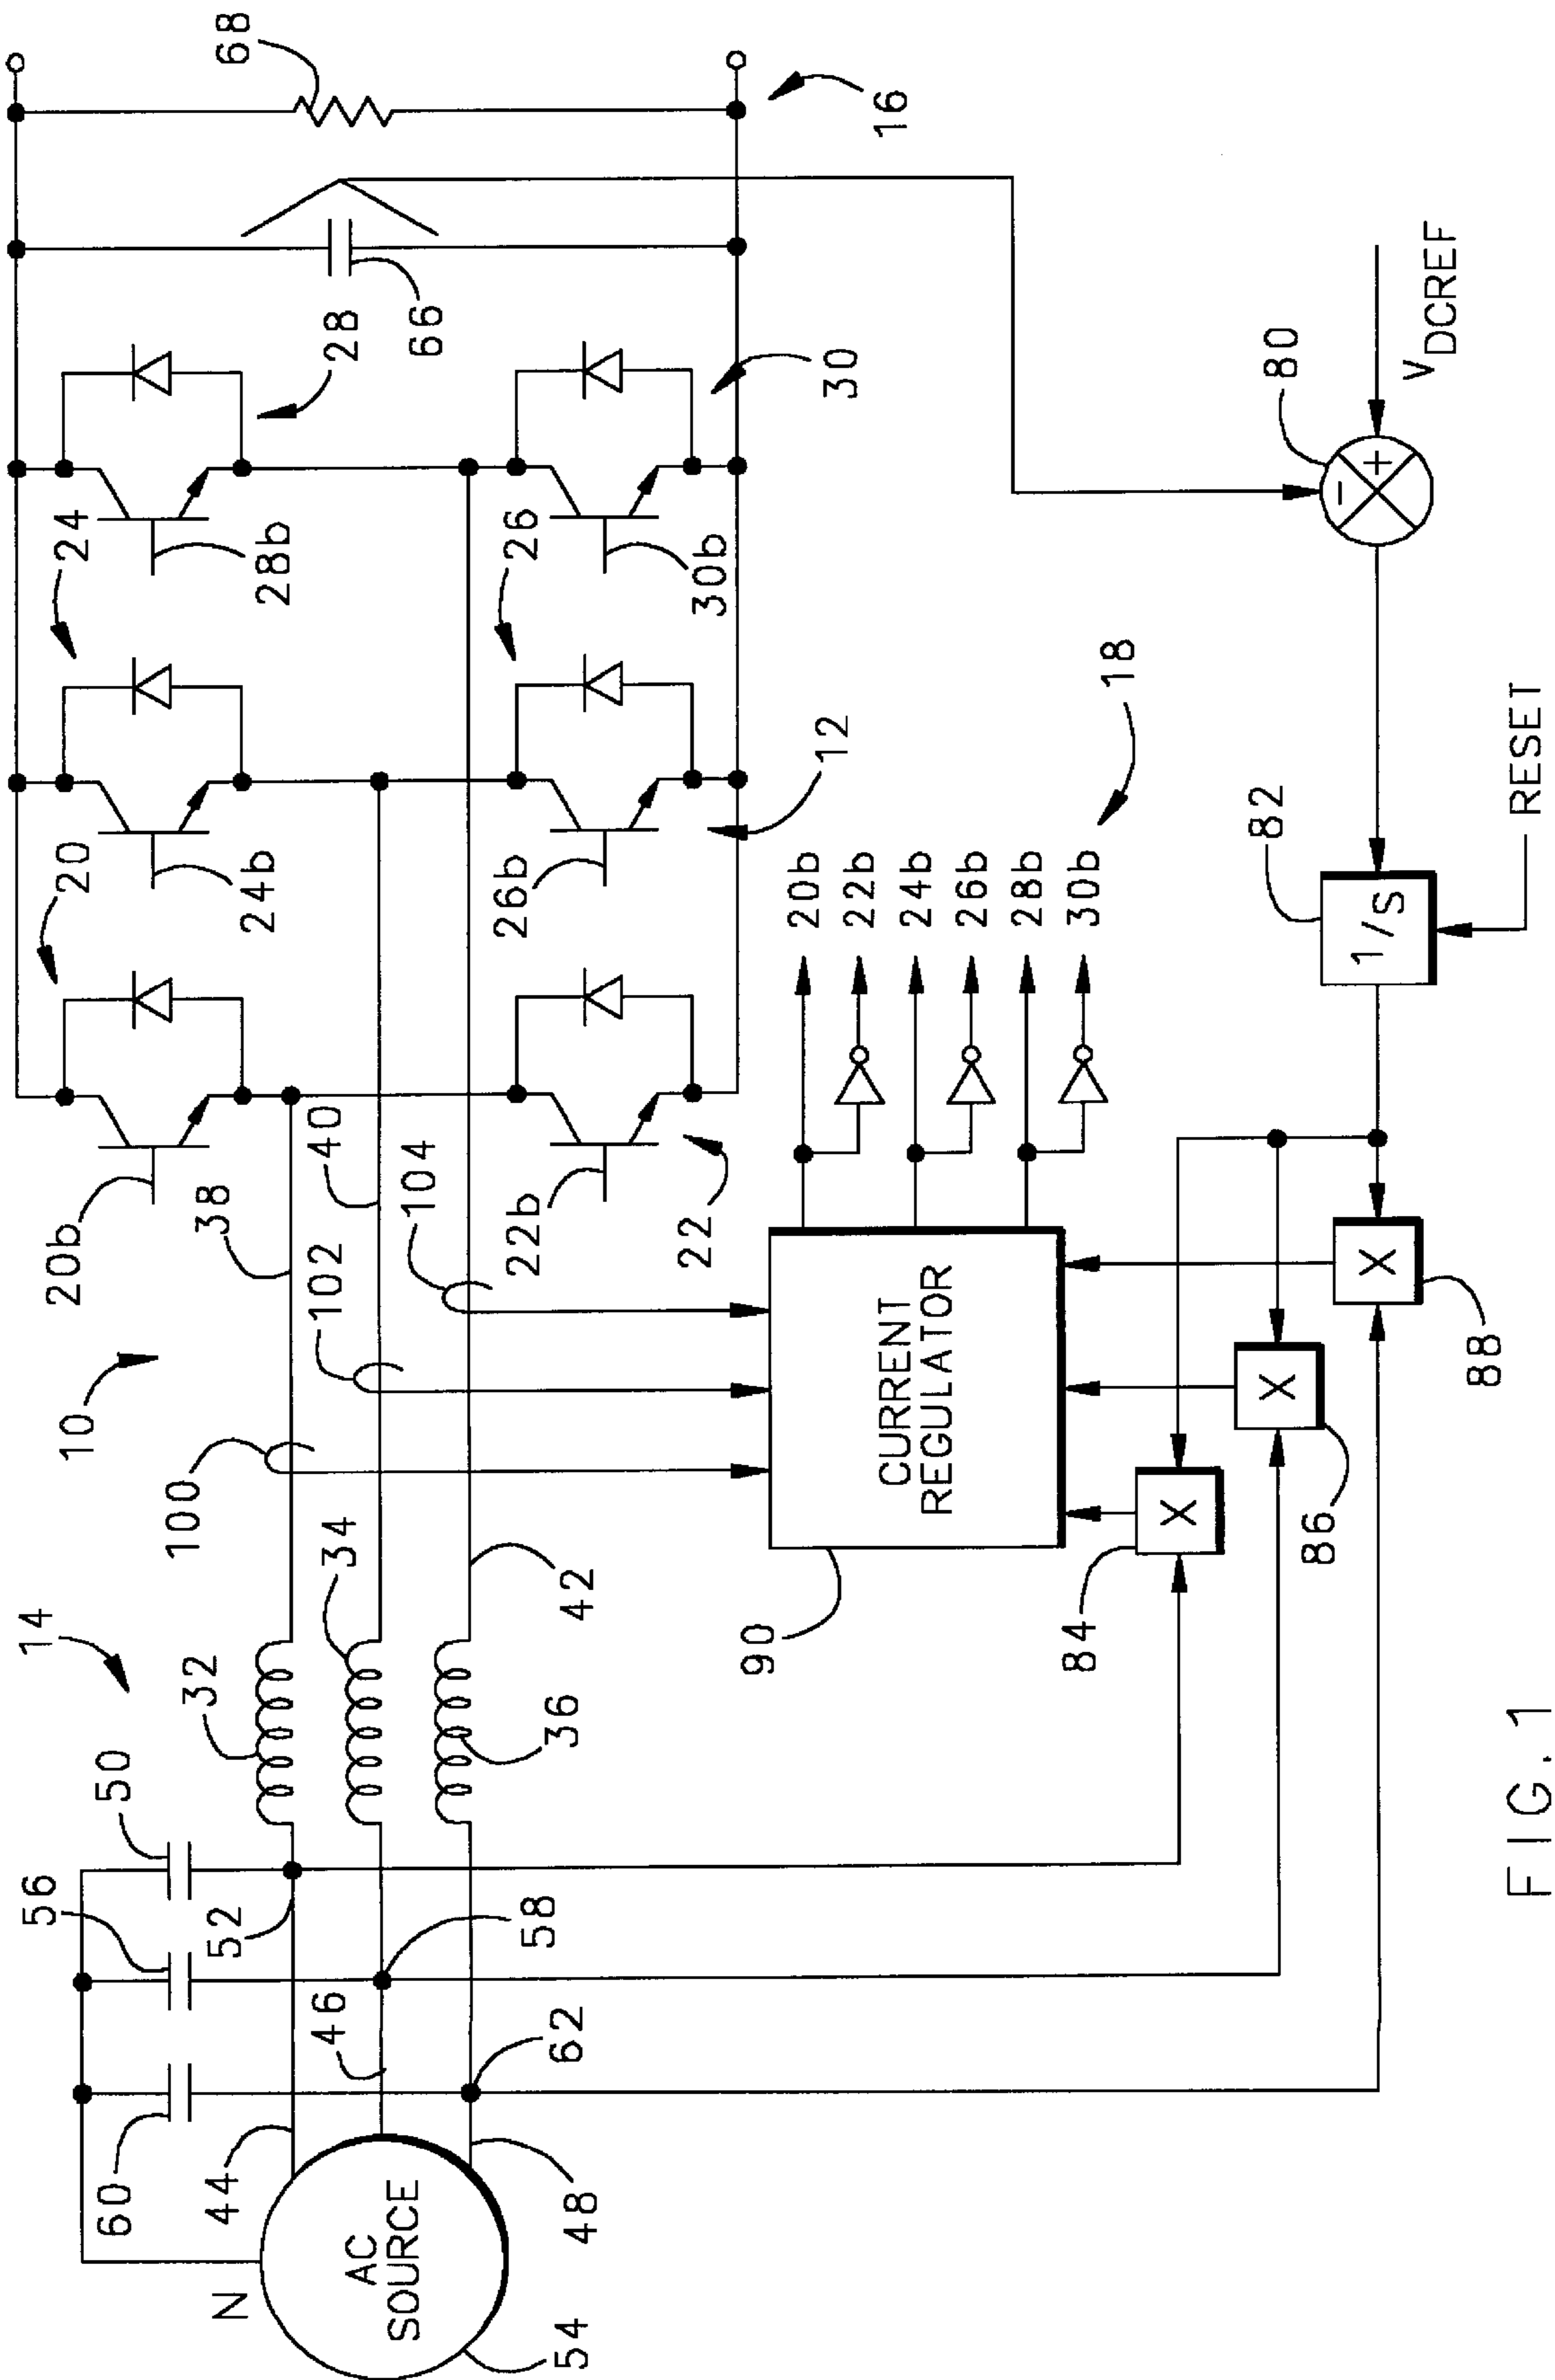 68
16
24
28
66
28b
30
26
30b
20
24b
26b
12
18
80
VDCREF
20b
38
40
104
22b
22
102
10
100
20b
22b
24b
26b
28b
30b
82
1/S
RESET
CURRENT
REGULATOR
90
X
84
X
86
X
88
14
32
34
36
42
50
56
52
58
46
60
44
62
48
N
AC
SOURCE
54
- +
FIG. 1